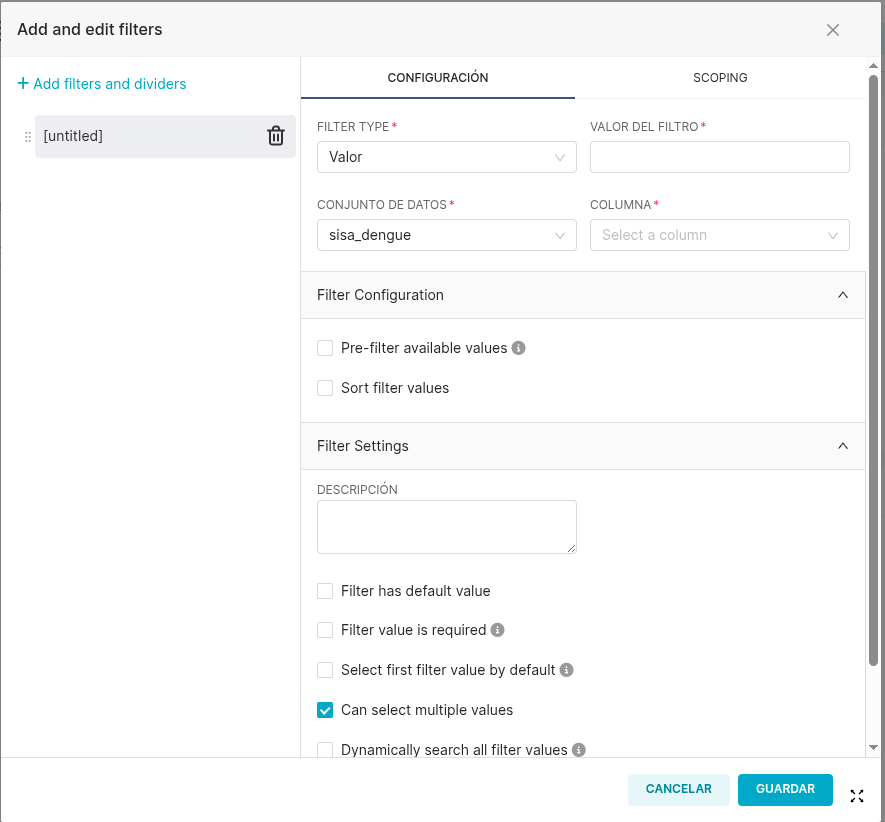 Add and edit filters
+ Add filters and dividers
[untitled]
CONFIGURACIÓN
SCOPING
FILTER TYPE *
VALOR DEL FILTRO *
Valor
CONJUNTO DE DATOS *
COLUMNA *
sisa_dengue
Select a column
Filter Configuration
Pre-filter available values
Sort filter values
Filter Settings
DESCRIPCIÓN
Filter has default value
Filter value is required
Select first filter value by default
Can select multiple values
Dynamically search all filter values
CANCELAR
GUARDAR